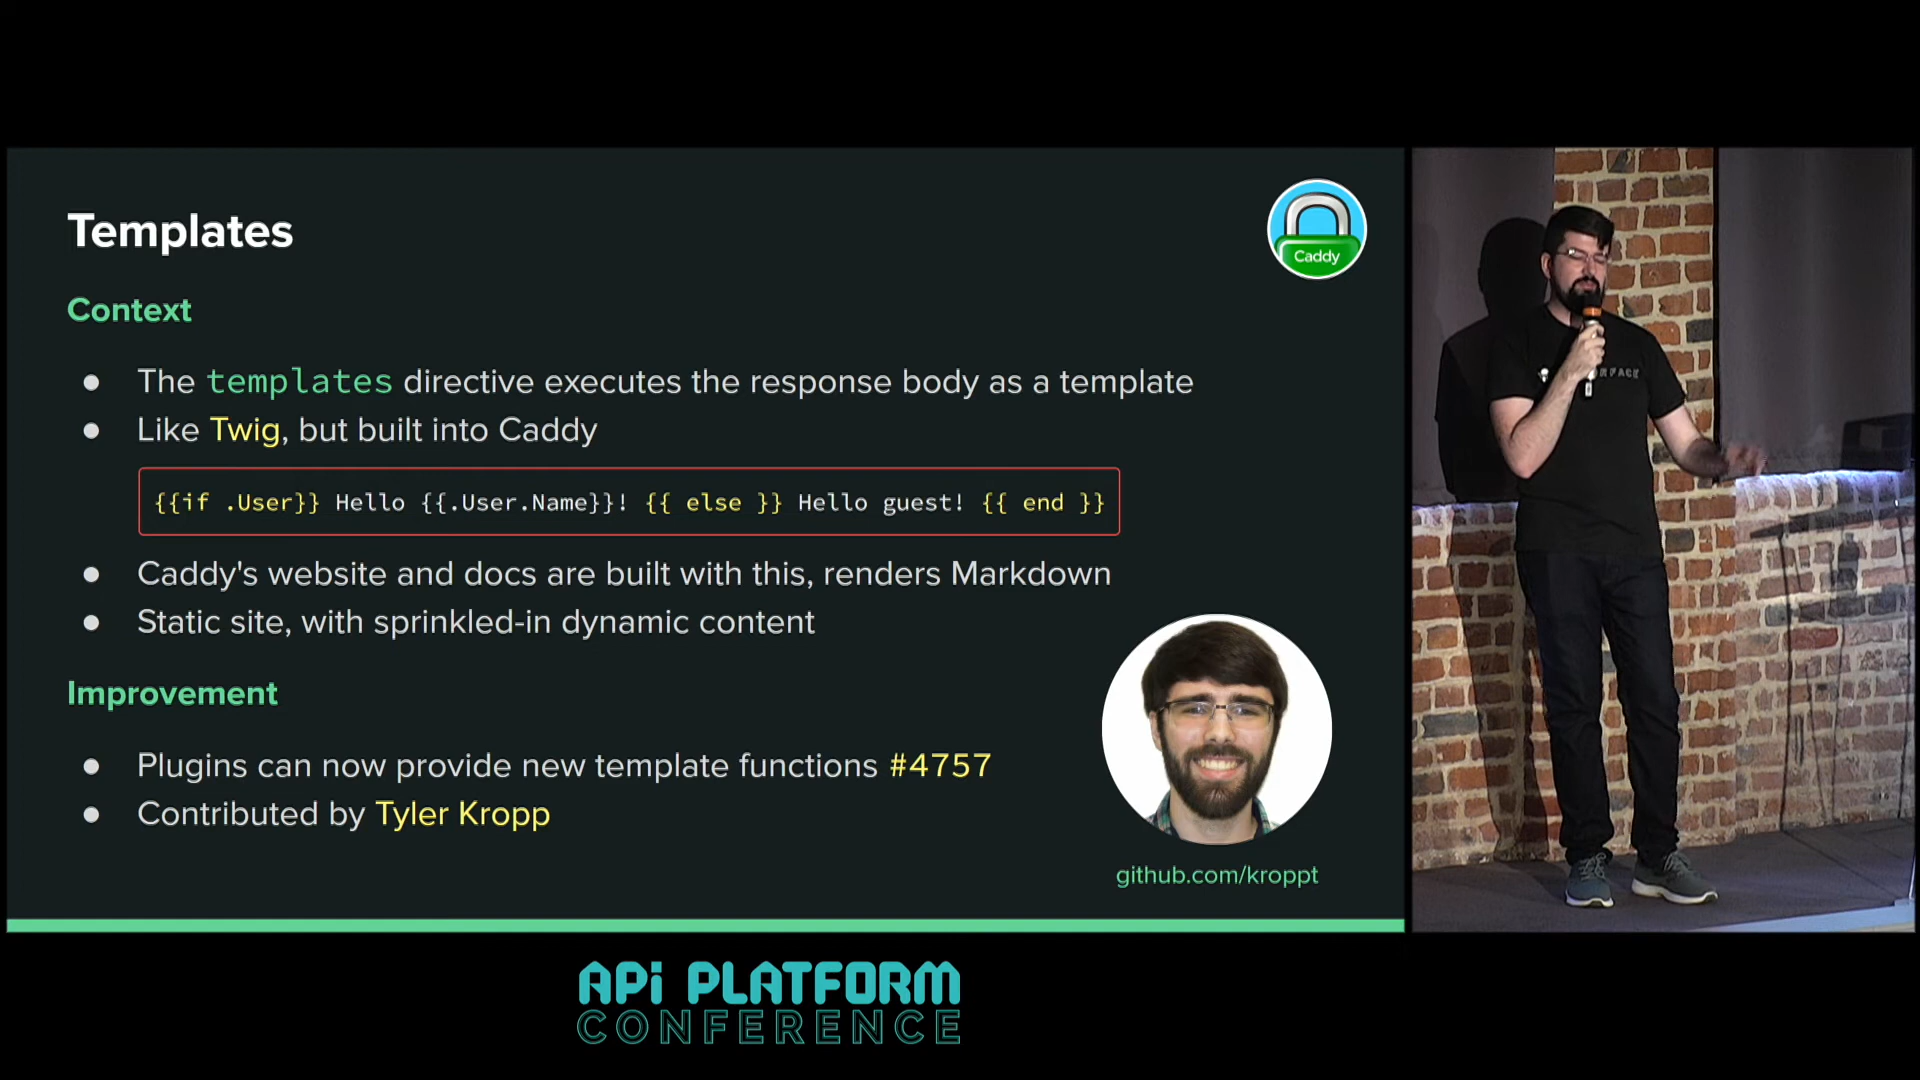 Templates
Caddy
Context
The templates directive executes the response body as a template
Like Twig, but built into Caddy
{{if .User}} Hello {{.User.Name}}! {{ else }} Hello guest! {{ end }}
Caddy's website and docs are built with this, renders Markdown
Static site, with sprinkled-in dynamic content
Improvement
Plugins can now provide new template functions #4757
Contributed by Tyler Kropp
github.com/kroppt
API PLATFORM
CONFERENCE